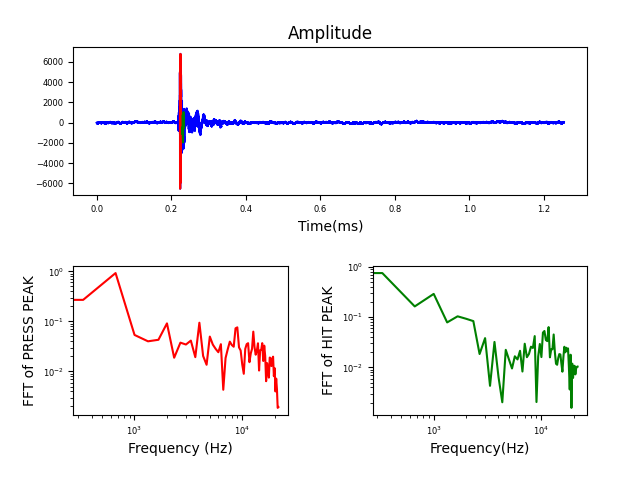 Amplitude
6000
4000
2000
0
−2000
−4000
−6000
0.0 0.2 0.4 0.6 0.8 1.0 1.2
Time(ms)
FFT of PRESS PEAK
10⁰
10⁻¹
10⁻²
10³ 10⁴
Frequency (Hz)
FFT of HIT PEAK
10⁰
10⁻¹
10⁻²
10³ 10⁴
Frequency(Hz)